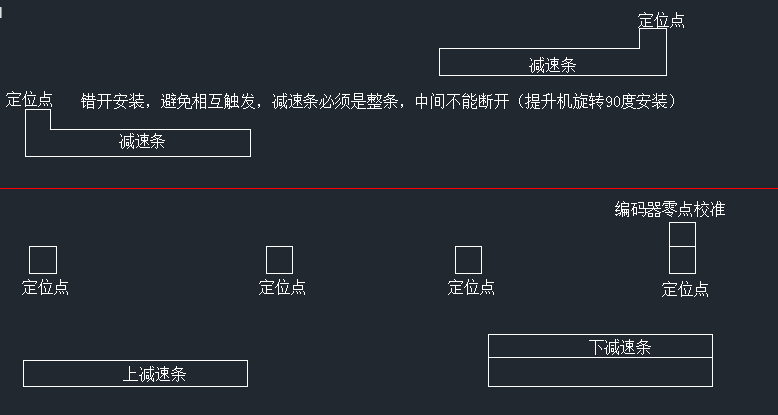 定位点
减速条
定位点
错开安装，避免相互触发，减速条必须是整条，中间不能断开（提升机旋转90度安装）
减速条
编码器零点校准
定位点
定位点
定位点
定位点
下减速条
上减速条